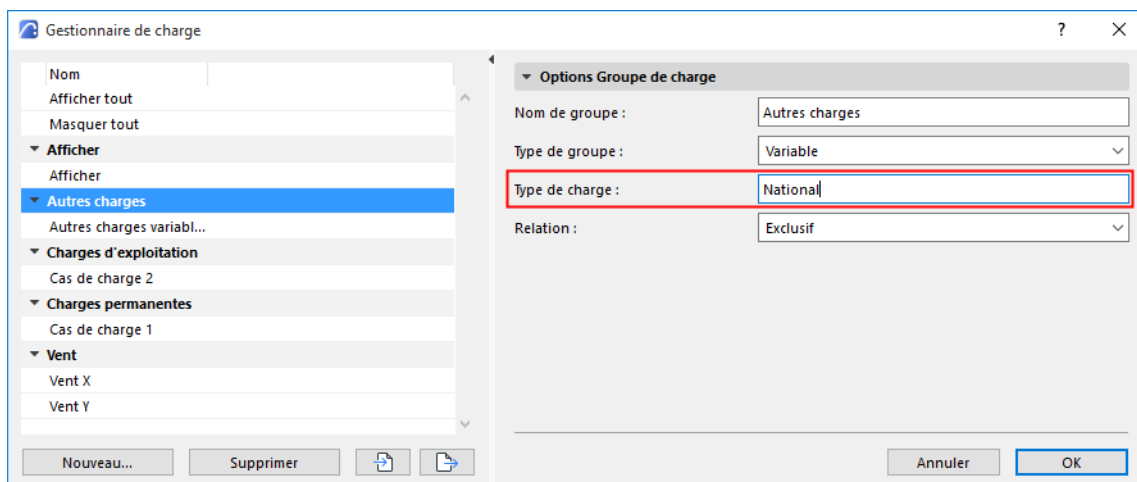 Gestionnaire de charge
?
Nom
Afficher tout
Masquer tout
Afficher
Afficher
Autres charges
Autres charges variabl...
Charges d'exploitation
Cas de charge 2
Charges permanentes
Cas de charge 1
Vent
Vent X
Vent Y
Nouveau...
Supprimer
Options Groupe de charge
Nom de groupe :
Autres charges
Type de groupe :
Variable
Type de charge :
National
Relation :
Exclusif
Annuler
OK